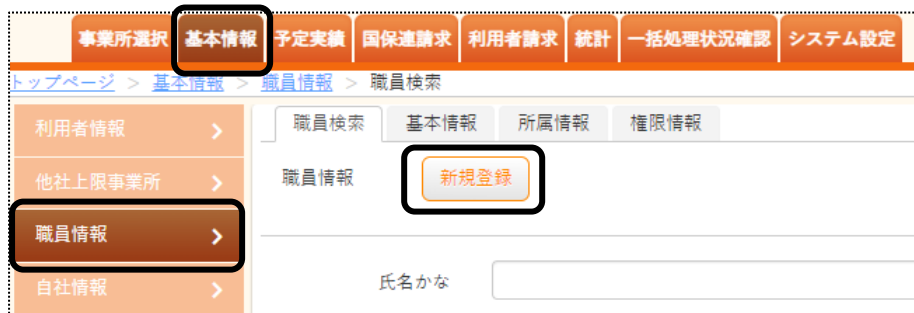 事業所選択 基本情報 予定実績 国保連請求 利用者請求 統計 一括処理状況確認 システム設定
トップページ > 基本情報 > 職員情報 > 職員検索
利用者情報
職員検索 基本情報 所属情報 権限情報
他社上限事業所
職員情報 新規登録
職員情報
自社情報
氏名かな